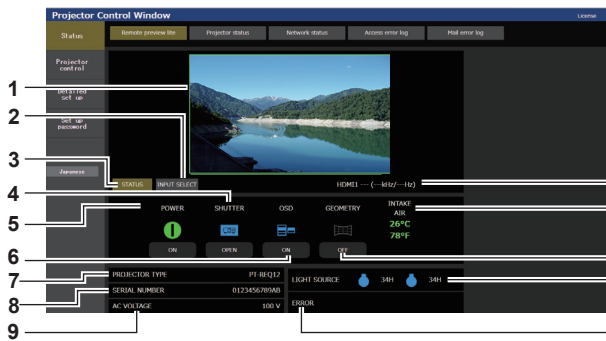 Projector Control Window
License
Status
Remote preview lite
Projector status
Network status
Access error log
Mail error log
Projector
control
Detailed
set up
Set up
password
Japanese
1
2
3
4
5
6
7
8
9
STATUS
INPUT SELECT
HDMI1 --- (---kHz/---Hz)
POWER
SHUTTER
OSD
GEOMETRY
INTAKE
AIR
26°C
78°F
ON
OPEN
ON
OFF
PROJECTOR TYPE
PT-REQ12
SERIAL NUMBER
0123456789AB
AC VOLTAGE
100 V
LIGHT SOURCE
34H
34H
ERROR